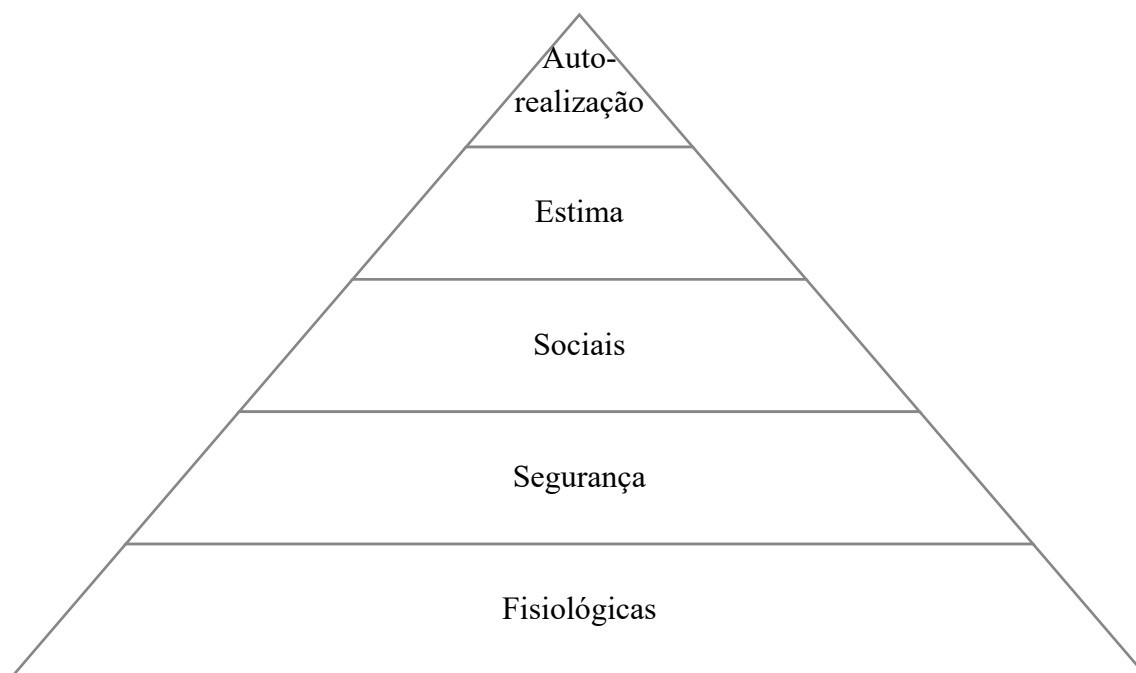 Auto-
realização
Estima
Sociais
Segurança
Fisiológicas